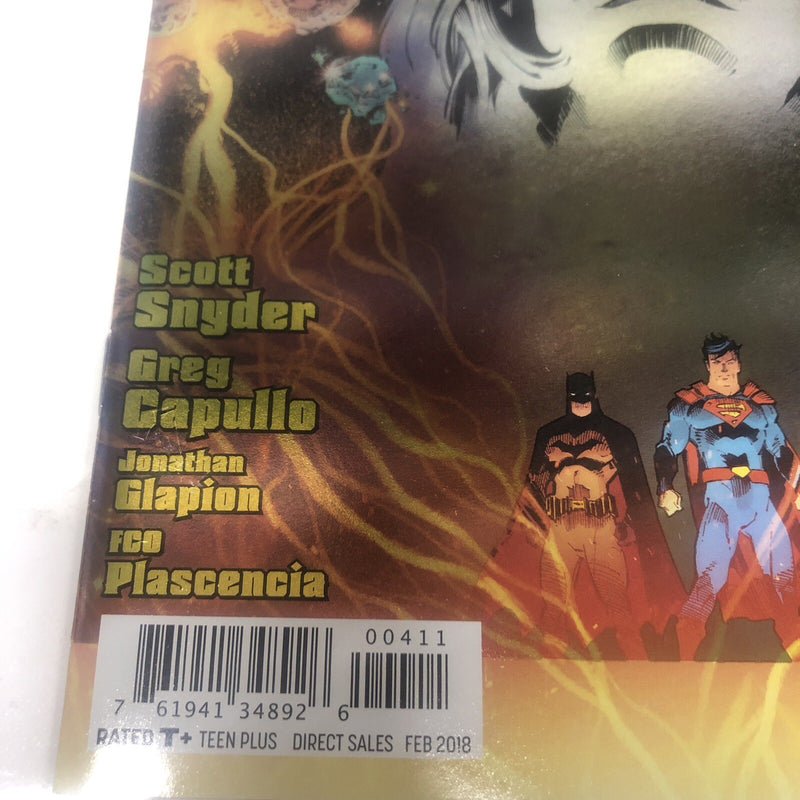 Scott
Snyder
Greg
Capullo
Jonathan
Glapion
FCO
Plascencia
00411
7 61941 34892 6
RATED T+ TEEN PLUS DIRECT SALES FEB 2018